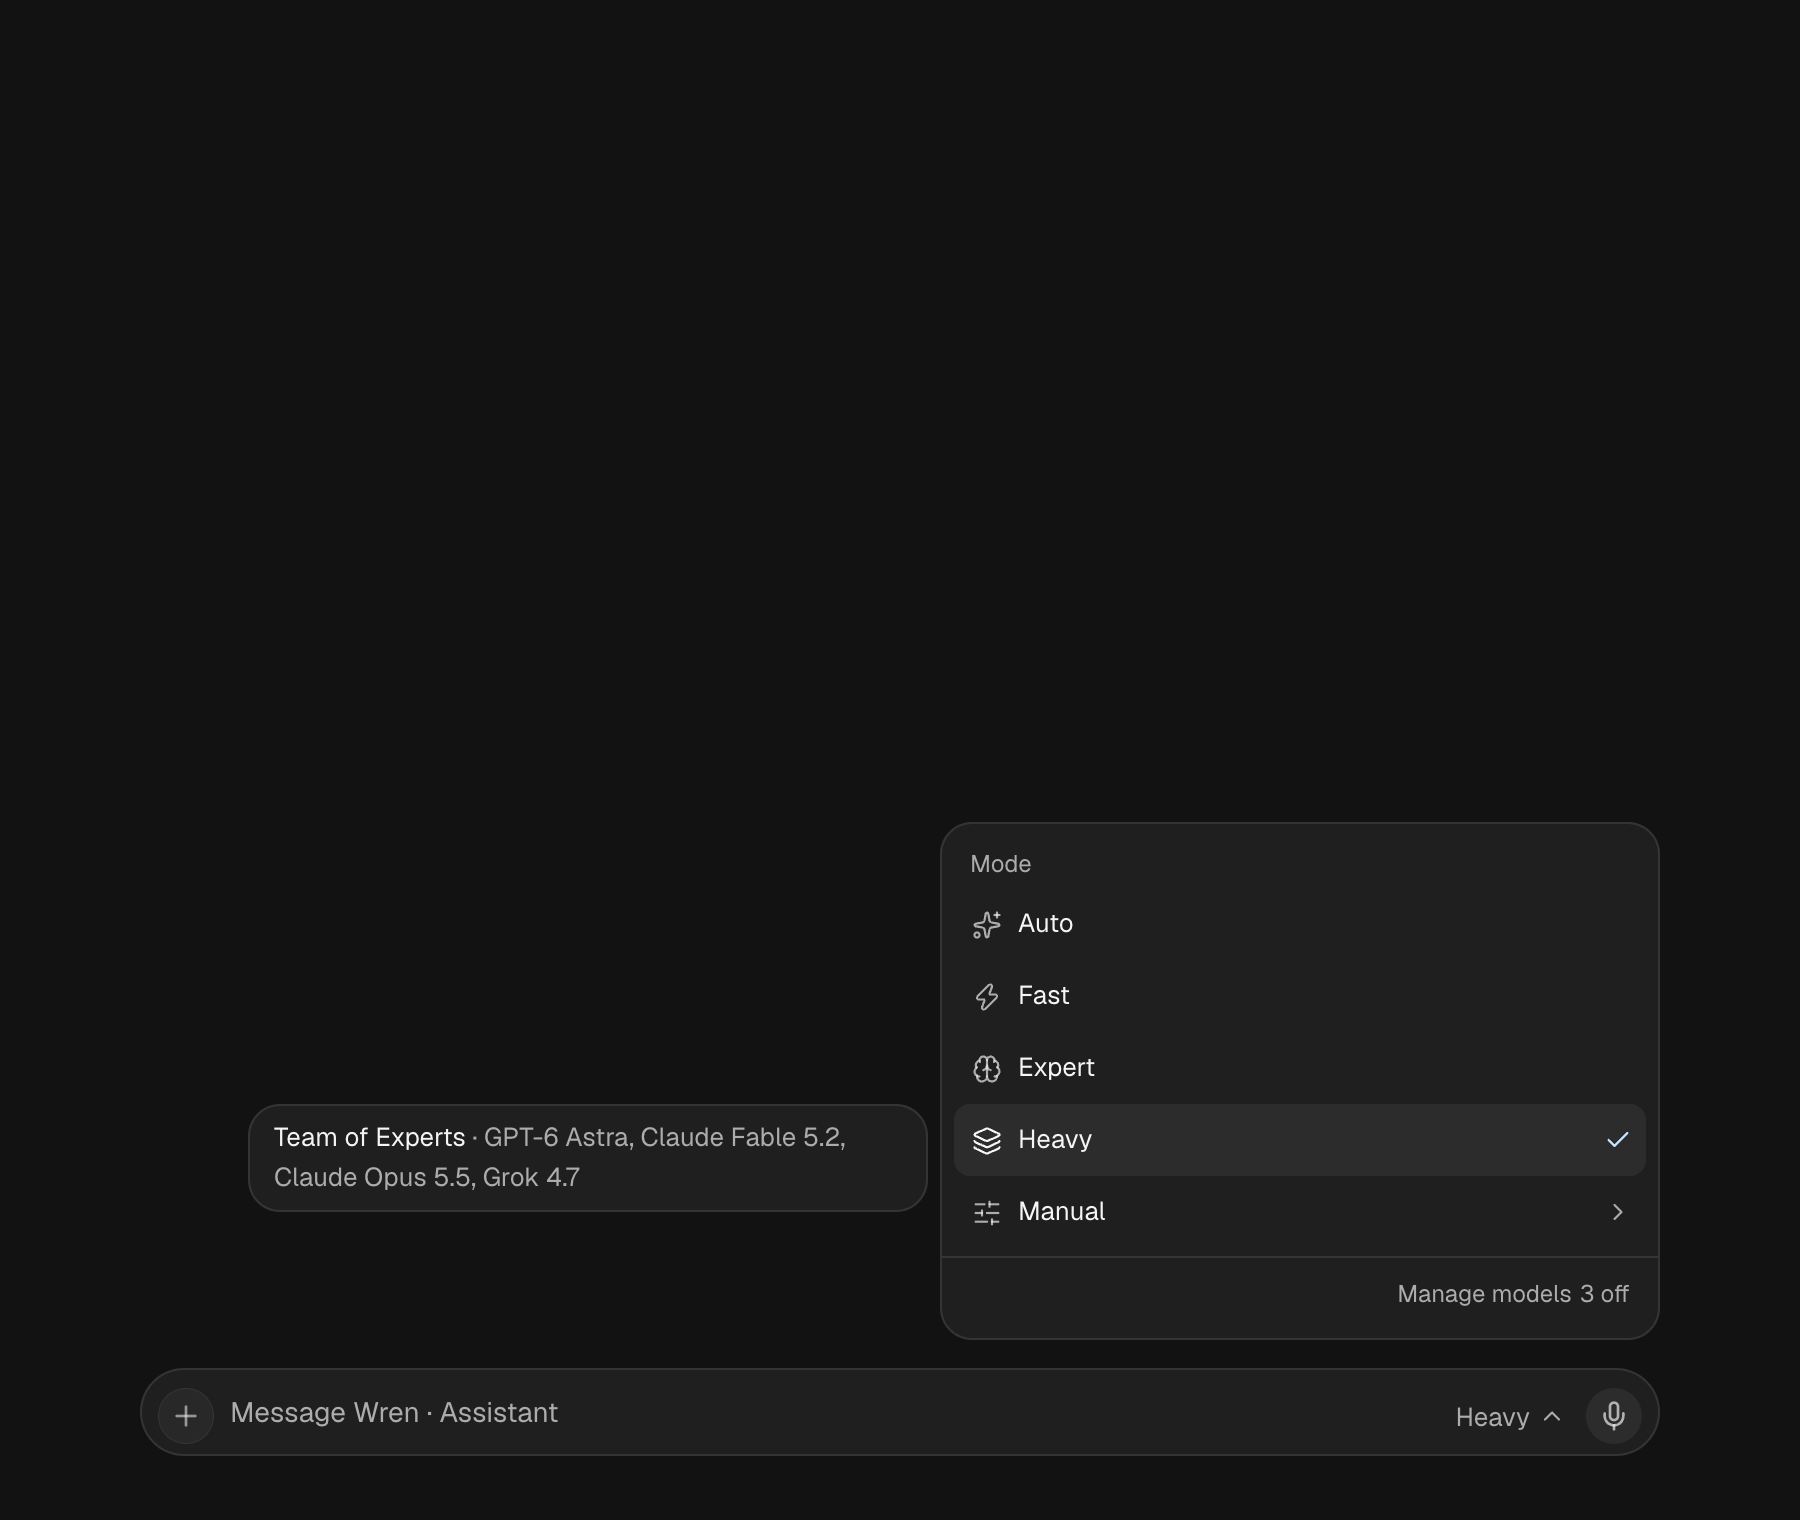 Mode
Auto
Fast
Expert
Team of Experts · GPT-6 Astra, Claude Fable 5.2,
Claude Opus 5.5, Grok 4.7
Heavy
Manual
Manage models 3 off
Message Wren · Assistant
Heavy